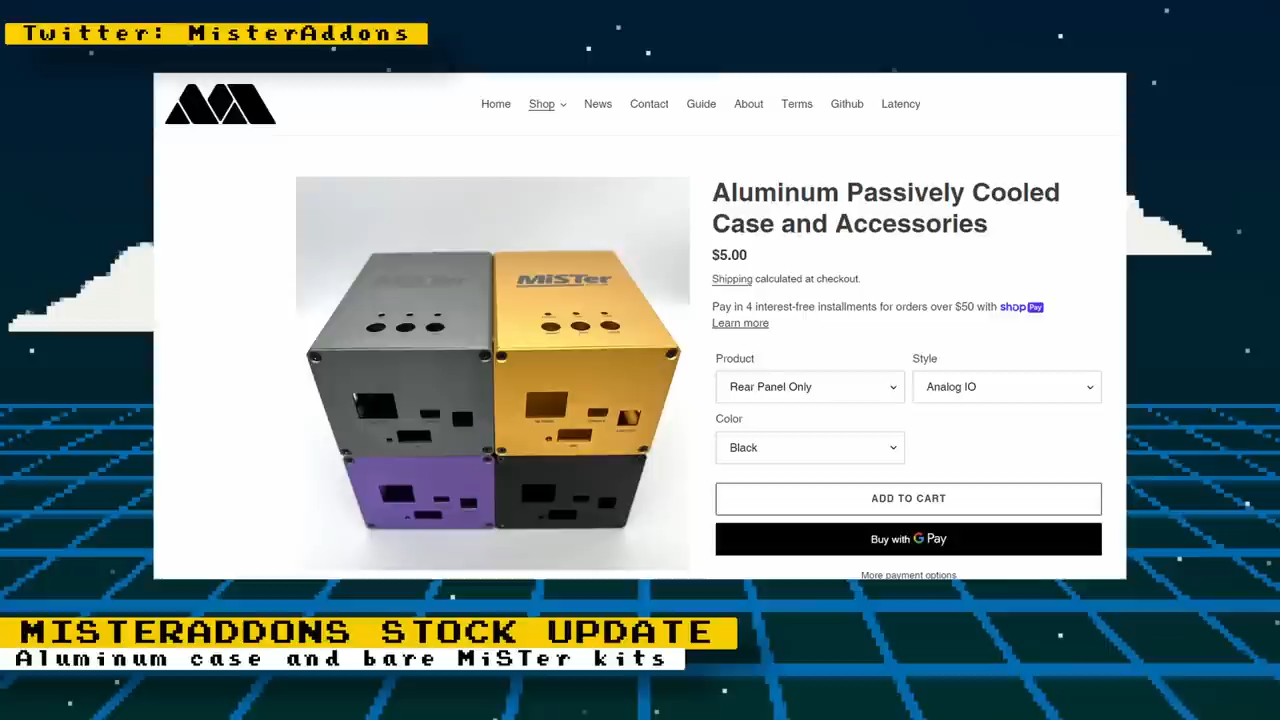 Twitter: MisterAddons
Home Shop News Contact Guide About Terms Github Latency
Aluminum Passively Cooled
Case and Accessories
$5.00
Shipping calculated at checkout.
Pay in 4 interest-free installments for orders over $50 with shop Pay
Learn more
Product Style
Rear Panel Only Analog IO
Color
Black
ADD TO CART
Buy with G Pay
More payment options
MiSTer
MISTERADDONS STOCK UPDATE
Aluminum case and bare MiSTer kits